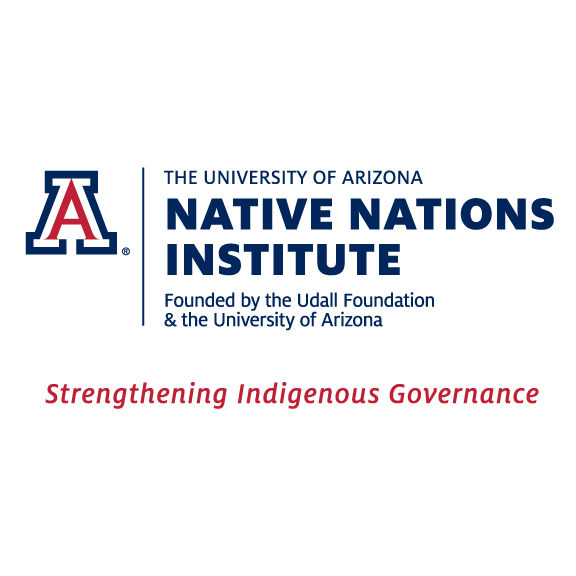 A®
THE UNIVERSITY OF ARIZONA
NATIVE NATIONS
INSTITUTE
Founded by the Udall Foundation
& the University of Arizona
Strengthening Indigenous Governance